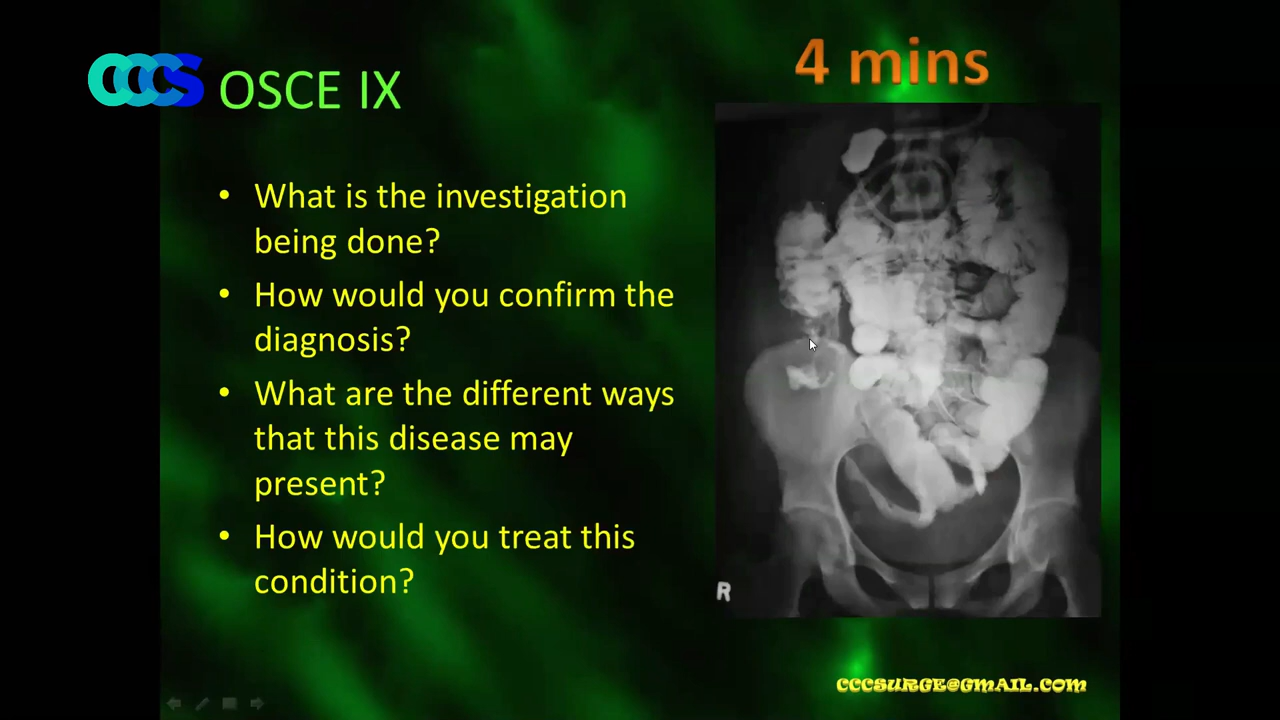 CCCS OSCE IX
4 mins
• What is the investigation
being done?
• How would you confirm the
diagnosis?
• What are the different ways
that this disease may
present?
• How would you treat this
condition?
R
CCCSURGE@GMAIL.COM